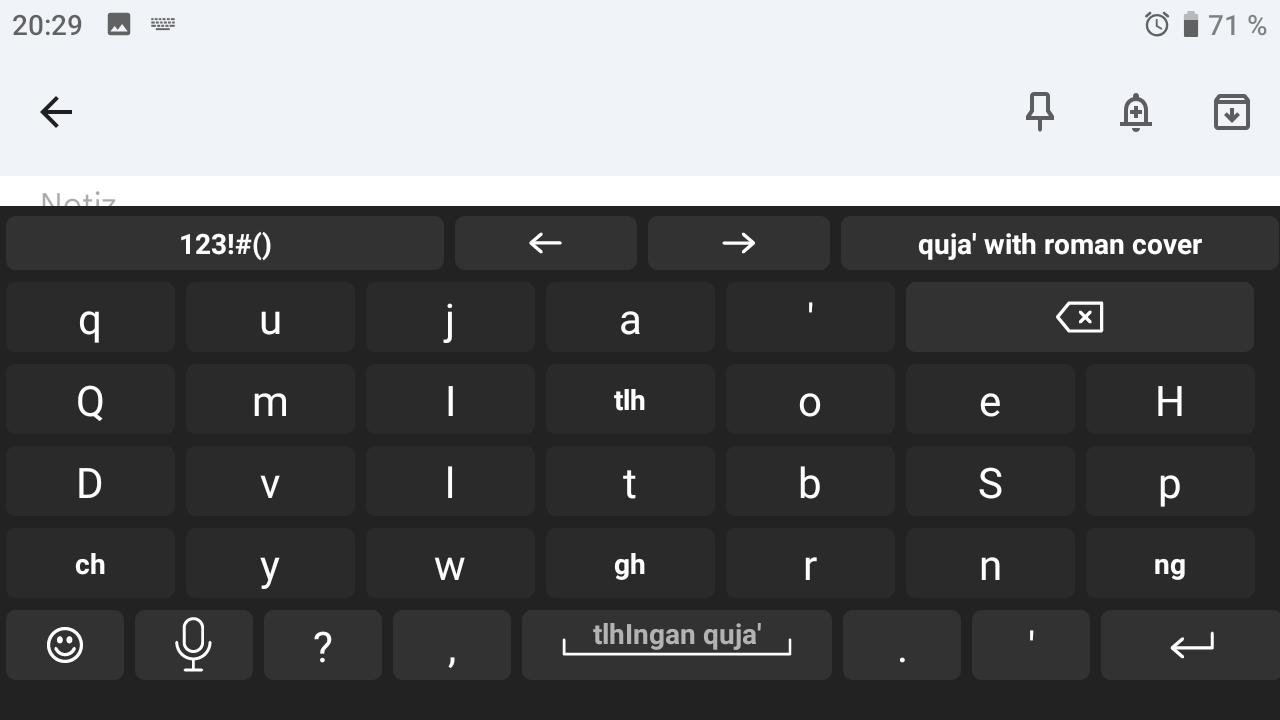 20:29 71 %
Notiz
123!#() ← → quja' with roman cover
q u j a '
Q m I tlh o e H
D v l t b S p
ch y w gh r n ng
? , tlhIngan quja' . '